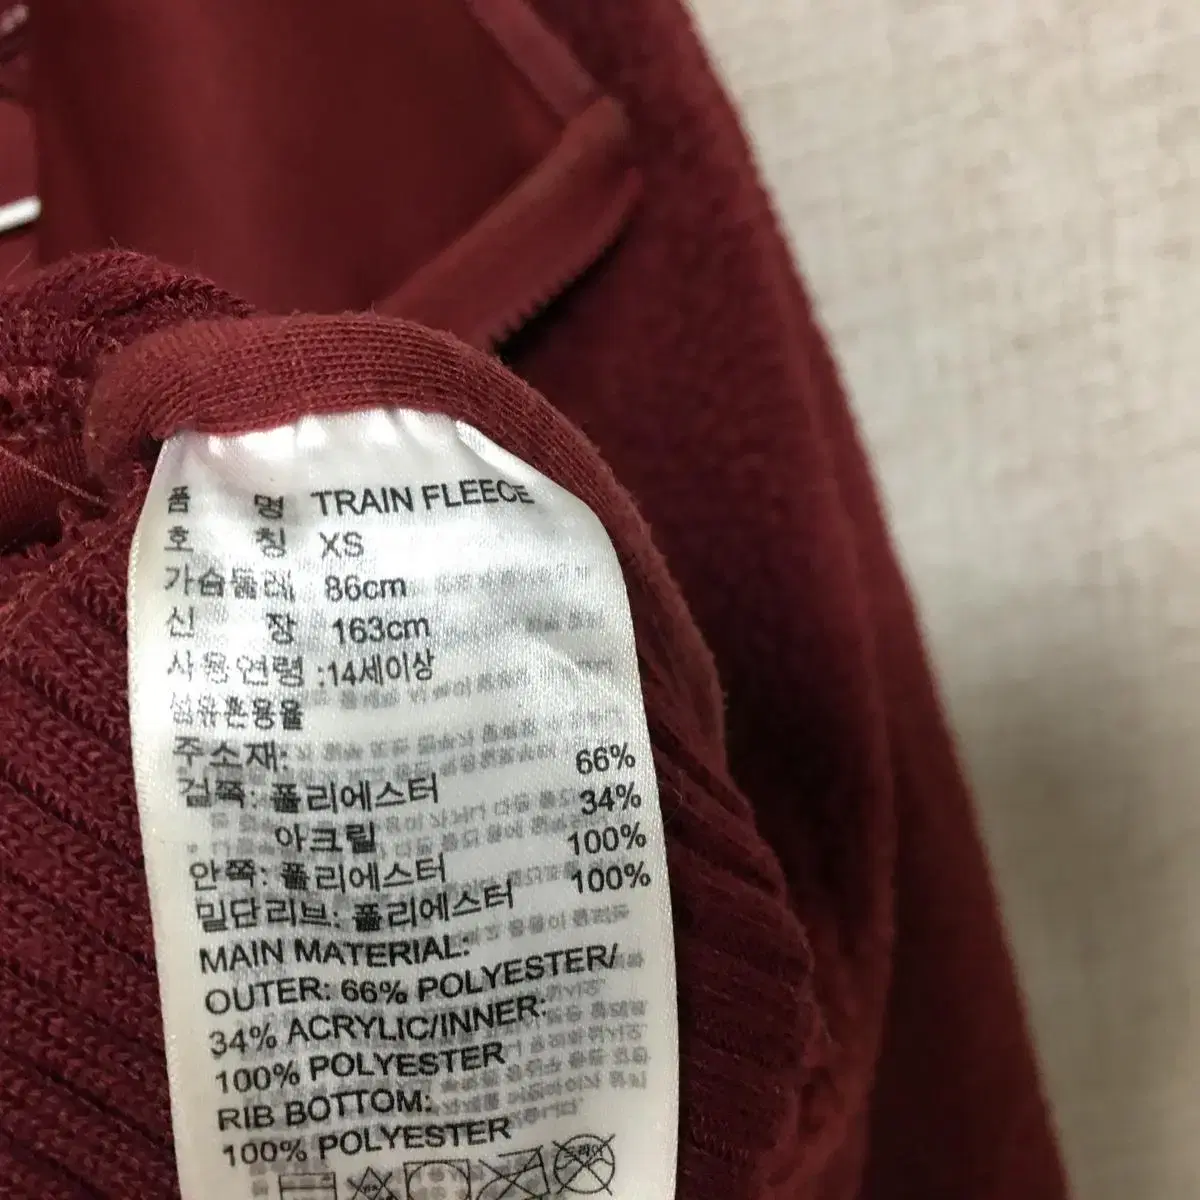 품 명 TRAIN FLEECE
호 칭 XS
가슴둘레 86cm
신 장 163cm
사용연령 :14세이상
섬유혼용율
주소재:
겉쪽: 폴리에스터 66%
아크릴 34%
안쪽: 폴리에스터 100%
밑단리브: 폴리에스터 100%
MAIN MATERIAL:
OUTER: 66% POLYESTER/
34% ACRYLIC/INNER:
100% POLYESTER
RIB BOTTOM:
100% POLYESTER
드라이